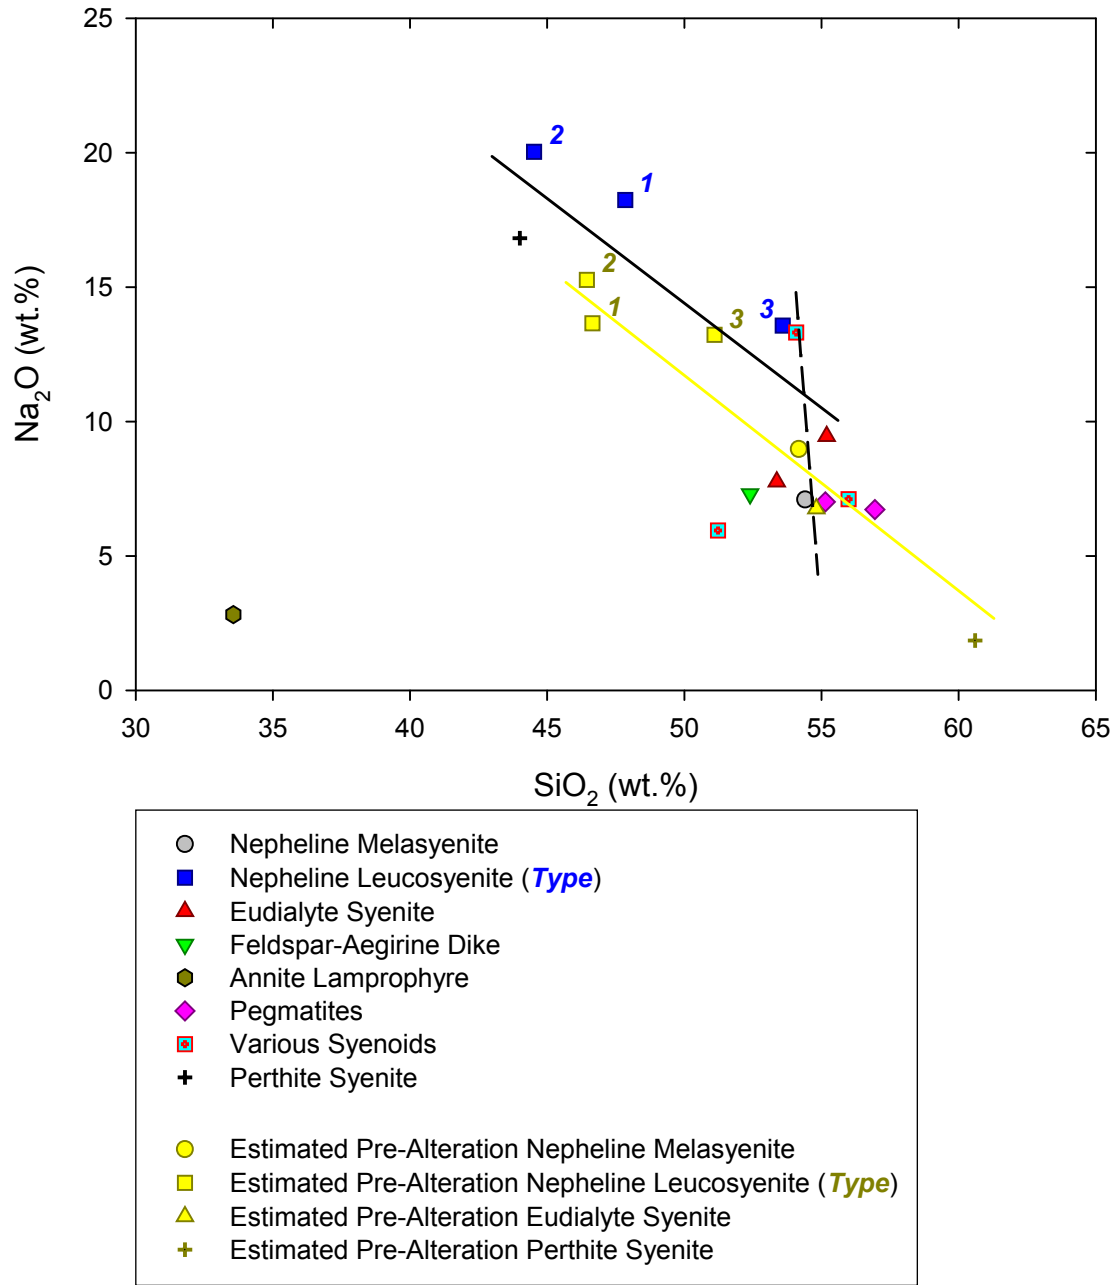 25
2
20
1
2
15
1
3
3
10
5
0
Na2O (wt.%)
30 35 40 45 50 55 60 65
SiO2 (wt.%)
Nepheline Melasyenite
Nepheline Leucosyenite (Type)
Eudialyte Syenite
Feldspar-Aegirine Dike
Annite Lamprophyre
Pegmatites
Various Syenoids
Perthite Syenite
Estimated Pre-Alteration Nepheline Melasyenite
Estimated Pre-Alteration Nepheline Leucosyenite (Type)
Estimated Pre-Alteration Eudialyte Syenite
Estimated Pre-Alteration Perthite Syenite